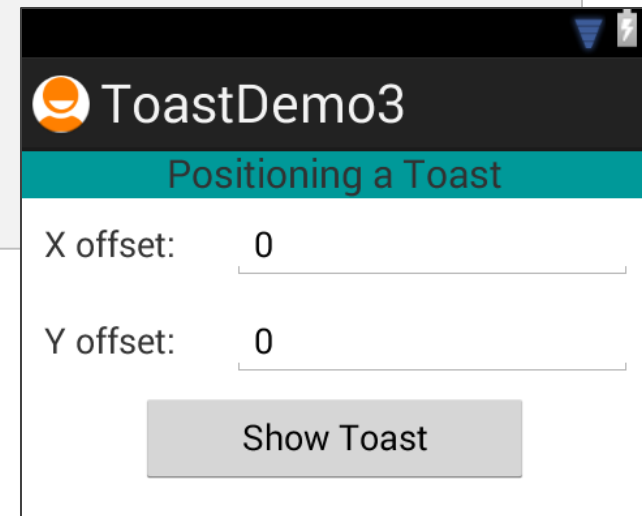 ToastDemo3
Positioning a Toast
X offset: 0
Y offset: 0
Show Toast